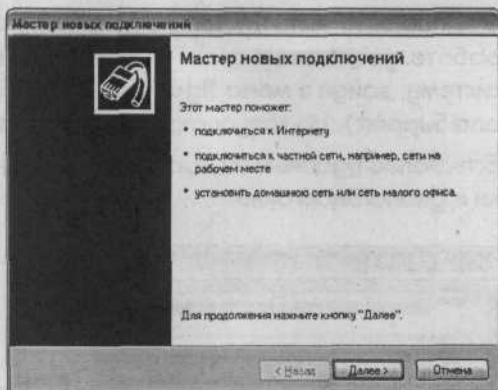 Мастер новых подключений
Мастер новых подключений
Этот мастер поможет:
* подключиться к Интернету
* подключиться к частной сети, например, сети на
рабочем месте
* установить домашнюю сеть или сеть малого офиса.
Для продолжения нажмите кнопку "Далее".
< Назад Далее > Отмена